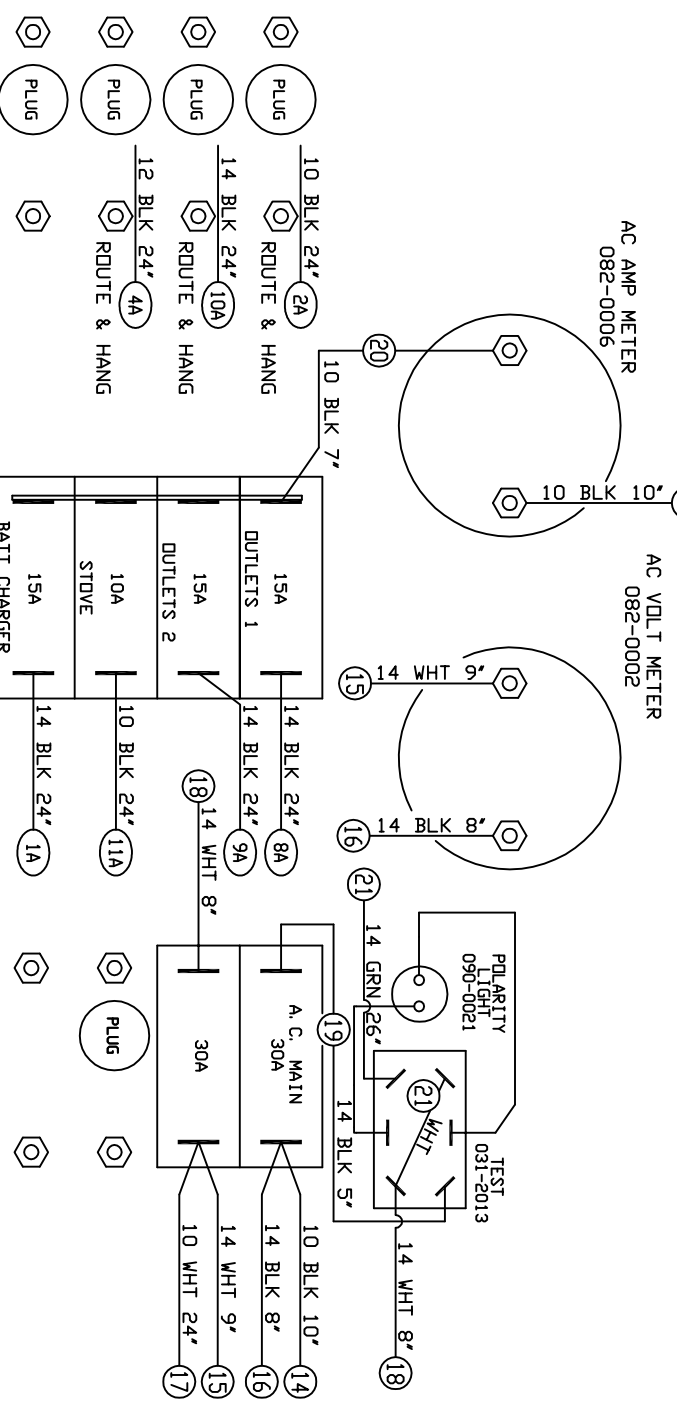 AC AMP METER
082-0006
AC VOLT METER
082-0002
POLARITY
LIGHT
090-0021
TEST
031-2013
10 BLK 10"
20
10 BLK 7"
15
14 WHT 9"
16
14 BLK 8"
21
14 GRN 26"
21
WHT
14 WHT 8"
18
19
14 BLK 5"
PLUG
10 BLK 24"
2A
ROUTE & HANG
PLUG
14 BLK 24"
10A
ROUTE & HANG
PLUG
12 BLK 24"
4A
ROUTE & HANG
PLUG
15A
OUTLETS 1
14 BLK 24"
8A
15A
OUTLETS 2
14 BLK 24"
9A
10A
STOVE
10 BLK 24"
11A
15A
BATT CHARGER
14 BLK 24"
1A
18
14 WHT 8"
A.C. MAIN
30A
10 BLK 10"
14
14 BLK 8"
16
30A
14 WHT 9"
15
10 WHT 24"
17
PLUG